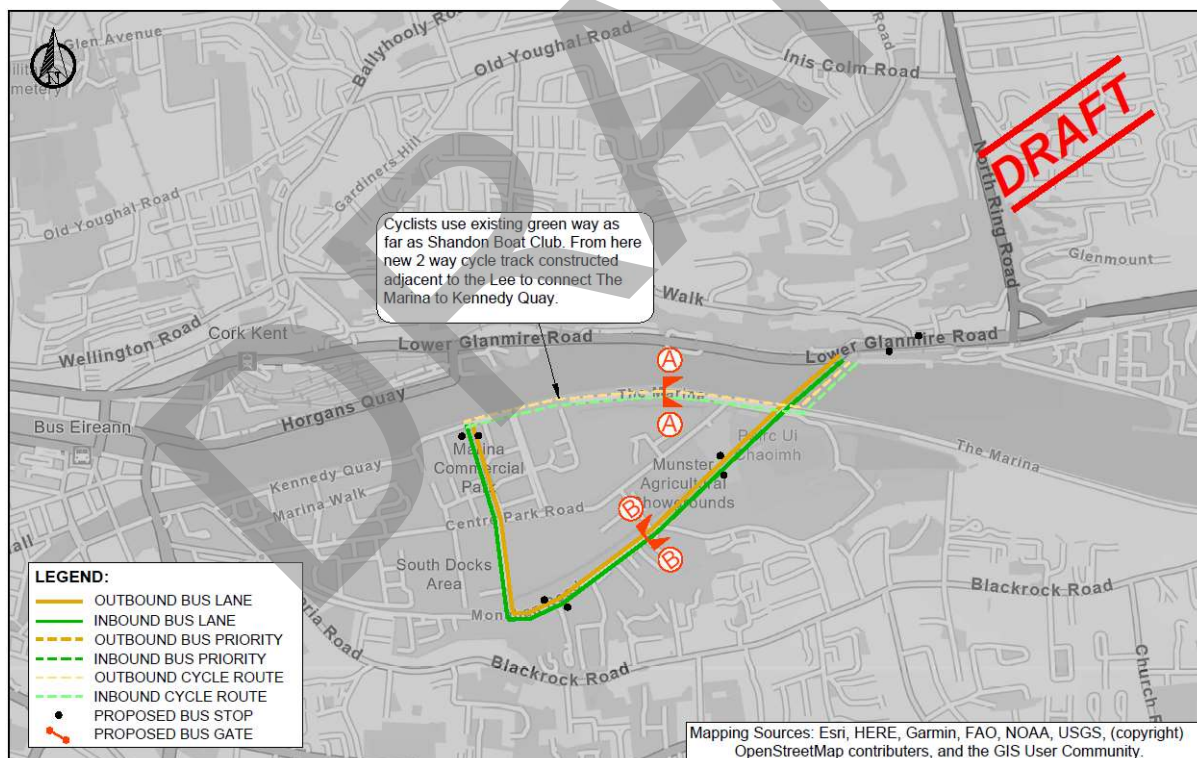 Glen Avenue
Ballyhooly
Old Youghal Road
Inis Colm Road
Road
N
DRAFT
DRA
North Ring Road
Old Youghal Road
Glenmount
Cyclists use existing green way as
far as Shandon Boat Club. From here
new 2 way cycle track constructed
adjacent to the Lee to connect The
Marina to Kennedy Quay.
Walk
Wellington Road
Cork Kent
Lower Glanmire Road
Lower Glanmire Road
A
The Marina
A
Horgans Quay
Bus Eireann
Marina
Commercial
Kennedy Quay
Marina Walk
Munster
Agricultural
The Marina
Centre Park Road
B
B
South Docks
Area
Blackrock Road
Blackrock Road
LEGEND:
OUTBOUND BUS LANE
INBOUND BUS LANE
OUTBOUND BUS PRIORITY
INBOUND BUS PRIORITY
OUTBOUND CYCLE ROUTE
INBOUND CYCLE ROUTE
PROPOSED BUS STOP
PROPOSED BUS GATE
Church
Mapping Sources: Esri, HERE, Garmin, FAO, NOAA, USGS, (copyright)
OpenStreetMap contributers, and the GIS User Community.